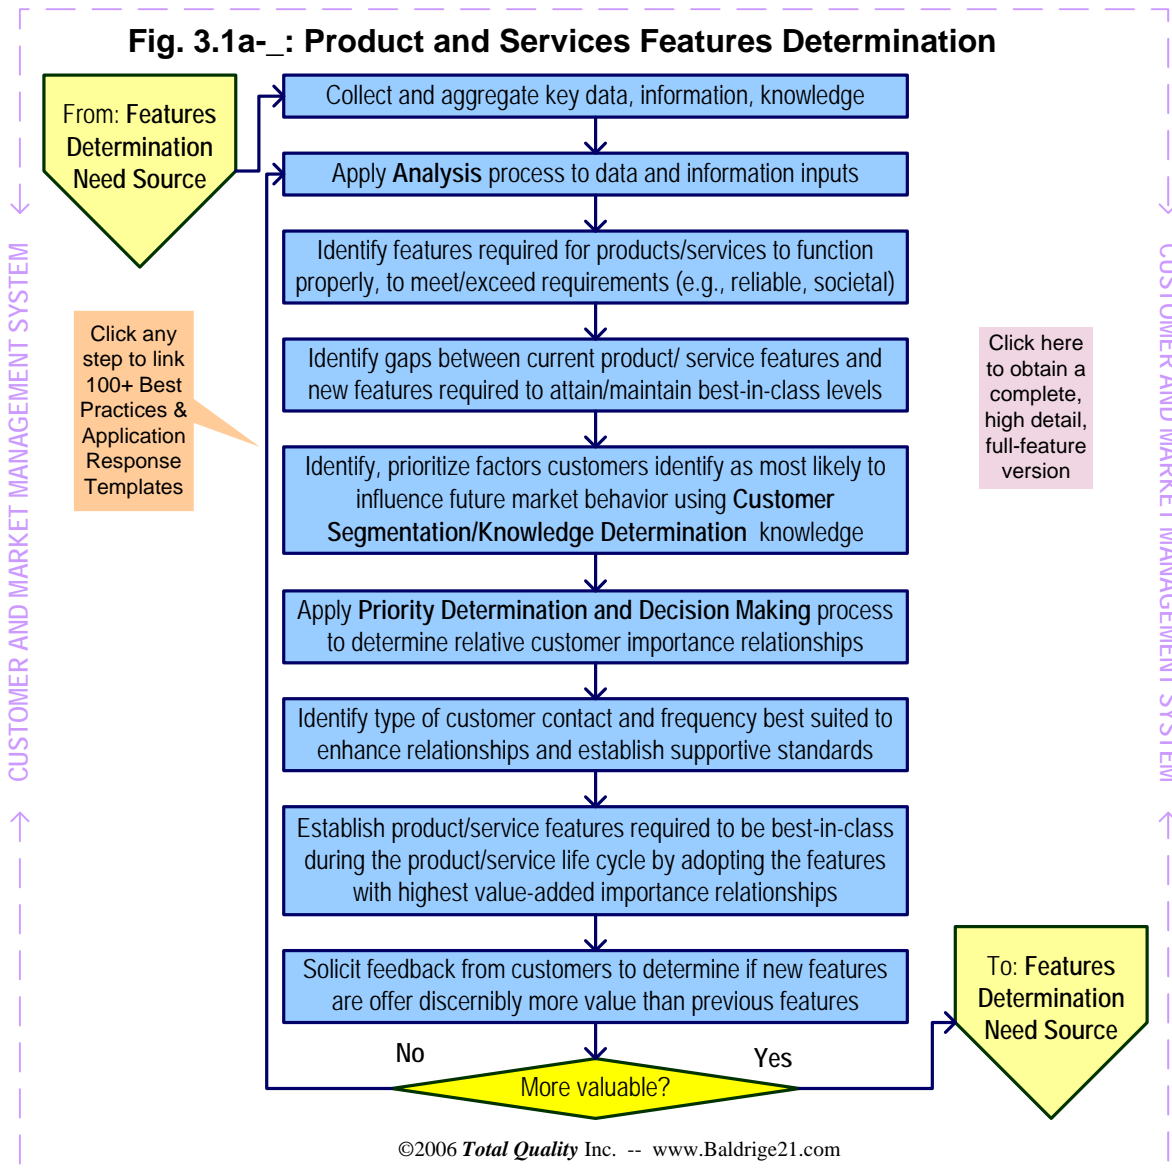 Fig. 3.1a-_: Product and Services Features Determination
From: Features
Determination
Need Source
Collect and aggregate key data, information, knowledge
Apply Analysis process to data and information inputs
Identify features required for products/services to function
properly, to meet/exceed requirements (e.g., reliable, societal)
Identify gaps between current product/ service features and
new features required to attain/maintain best-in-class levels
Identify, prioritize factors customers identify as most likely to
influence future market behavior using Customer
Segmentation/Knowledge Determination knowledge
Apply Priority Determination and Decision Making process
to determine relative customer importance relationships
Identify type of customer contact and frequency best suited to
enhance relationships and establish supportive standards
Establish product/service features required to be best-in-class
during the product/service life cycle by adopting the features
with highest value-added importance relationships
Solicit feedback from customers to determine if new features
are offer discernibly more value than previous features
No
Yes
More valuable?
To: Features
Determination
Need Source
Click any
step to link
100+ Best
Practices &
Application
Response
Templates
Click here
to obtain a
complete,
high detail,
full-feature
version
CUSTOMER AND MARKET MANAGEMENT SYSTEM
CUSTOMER AND MARKET MANAGEMENT SYSTEM
©2006 Total Quality Inc. -- www.Baldrige21.com